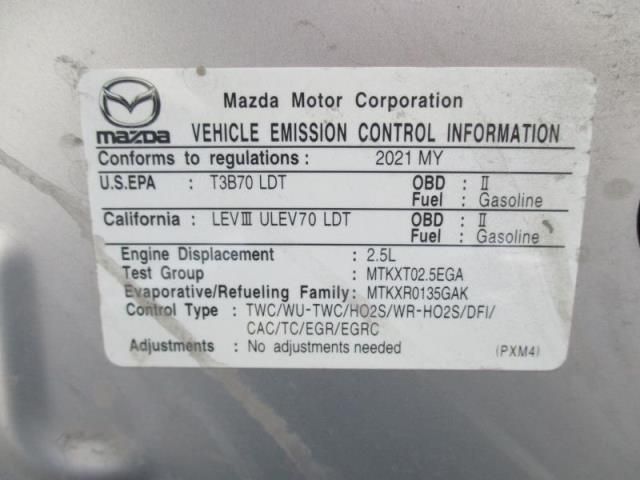 Mazda Motor Corporation
mazda VEHICLE EMISSION CONTROL INFORMATION
Conforms to regulations : 2021 MY
U.S.EPA : T3B70 LDT OBD : II
Fuel : Gasoline
California : LEVIII ULEV70 LDT OBD : II
Fuel : Gasoline
Engine Displacement : 2.5L
Test Group : MTKXT02.5EGA
Evaporative/Refueling Family: MTKXR0135GAK
Control Type : TWC/WU-TWC/HO2S/WR-HO2S/DFI/
CAC/TC/EGR/EGRC
Adjustments : No adjustments needed (PXM4)